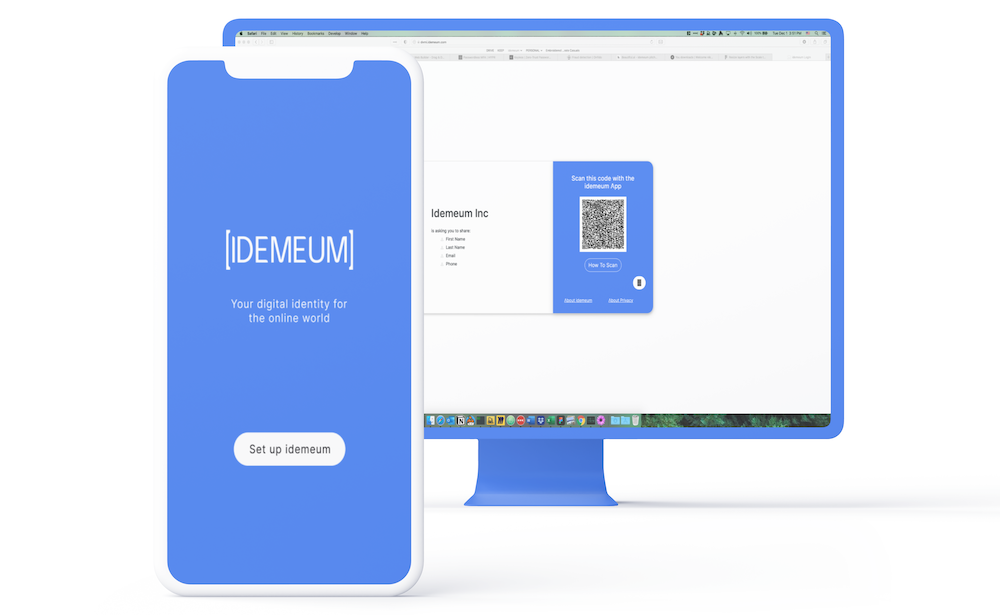 [IDEMEUM]
Your digital identity for
the online world
Set up idemeum
Safari File Edit View History Bookmarks Develop Window Help
Idemeum Inc
is asking you to share:
First Name
Last Name
Email
Phone
Scan this code with the
idemeum App
How To Scan
About Idemeum About Privacy